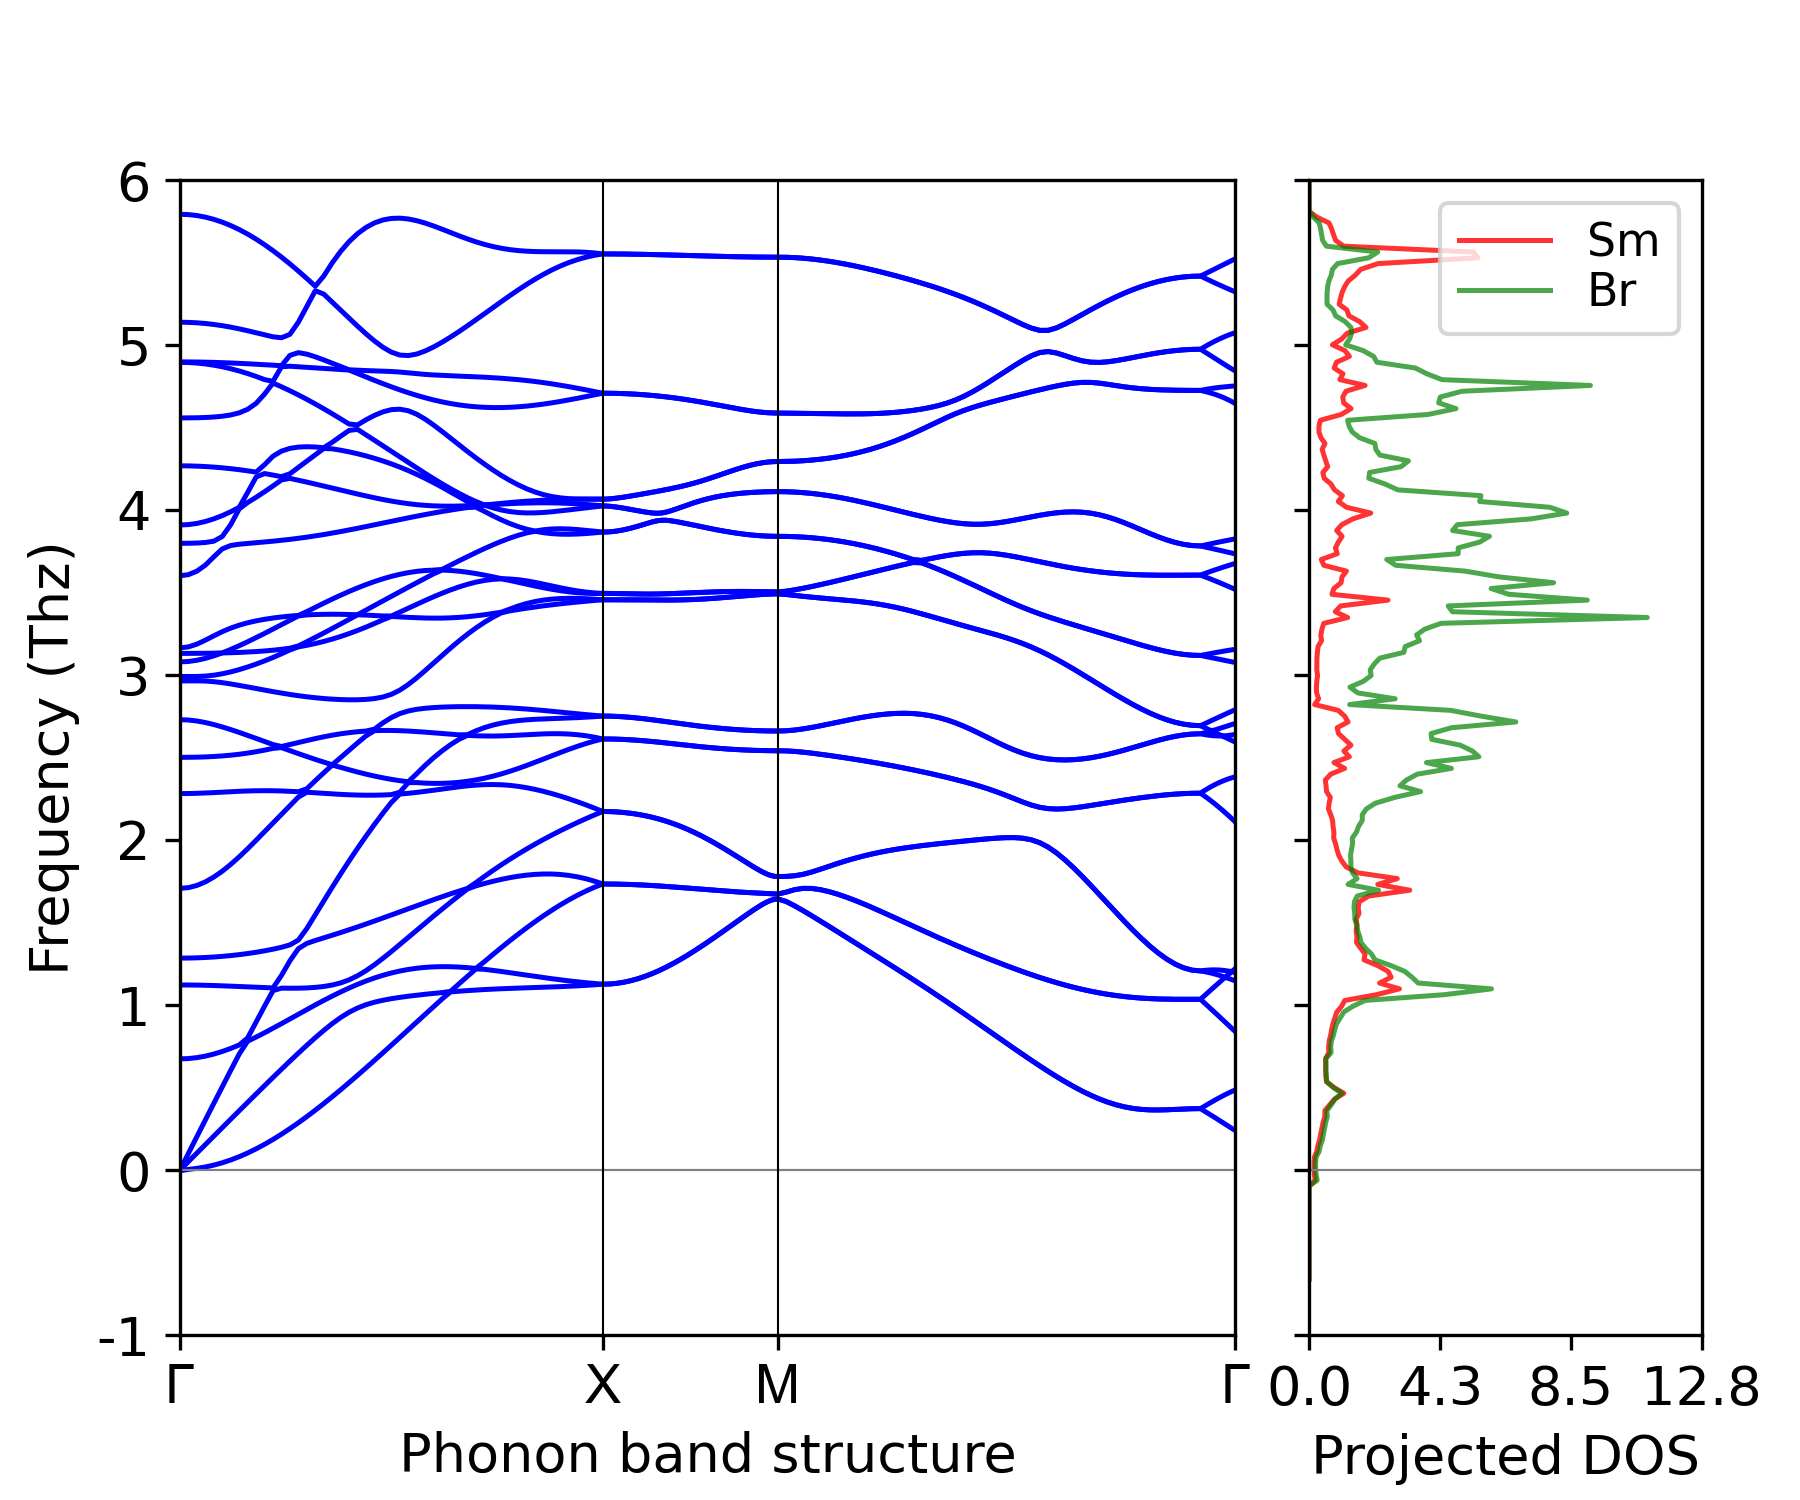 Frequency (Thz)
6
5
4
3
2
1
0
-1
Γ X M Γ
Phonon band structure
Sm
Br
0.0 4.3 8.5 12.8
Projected DOS